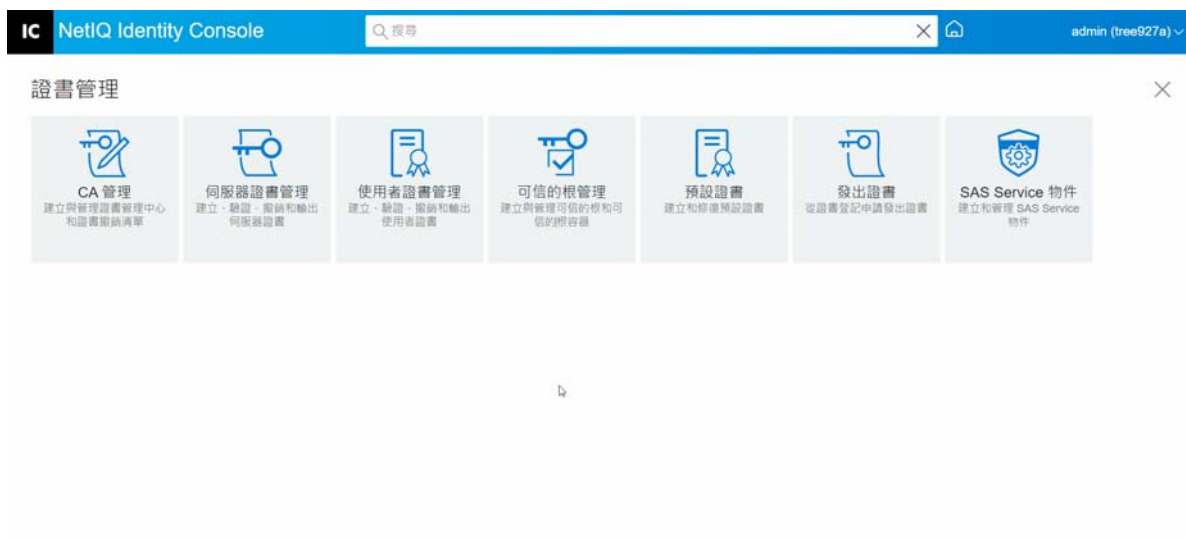 IC NetIQ Identity Console
搜尋
admin (tree927a)
證書管理
CA 管理
建立與管理證書管理中心
和證書撤銷清單
伺服器證書管理
建立、驗證、撤銷和輸出
伺服器證書
使用者證書管理
建立、驗證、撤銷和輸出
使用者證書
可信的根管理
建立與管理可信的根和可
信的根容器
預設證書
建立和修復預設證書
發出證書
從證書登記申請發出證書
SAS Service 物件
建立和管理 SAS Service
物件